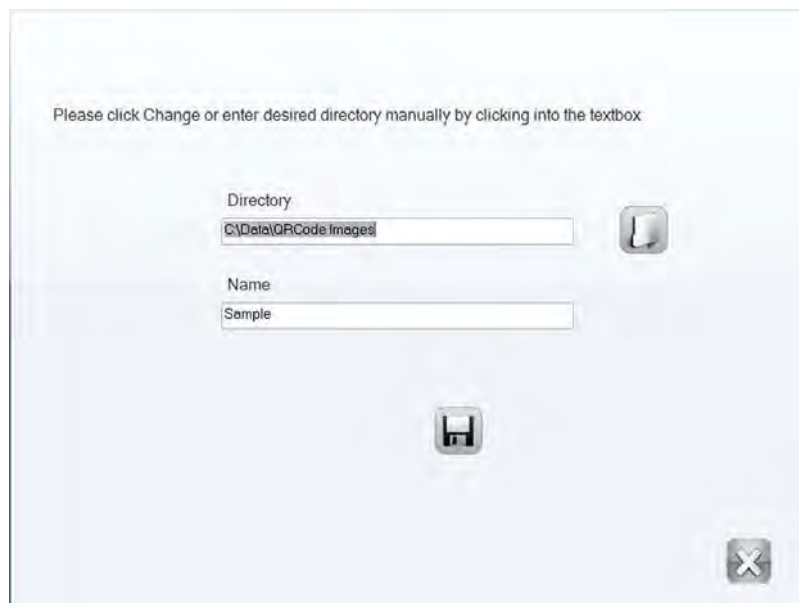 Please click Change or enter desired directory manually by clicking into the textbox
Directory
C:\Data\QRCode Images
Name
Sample